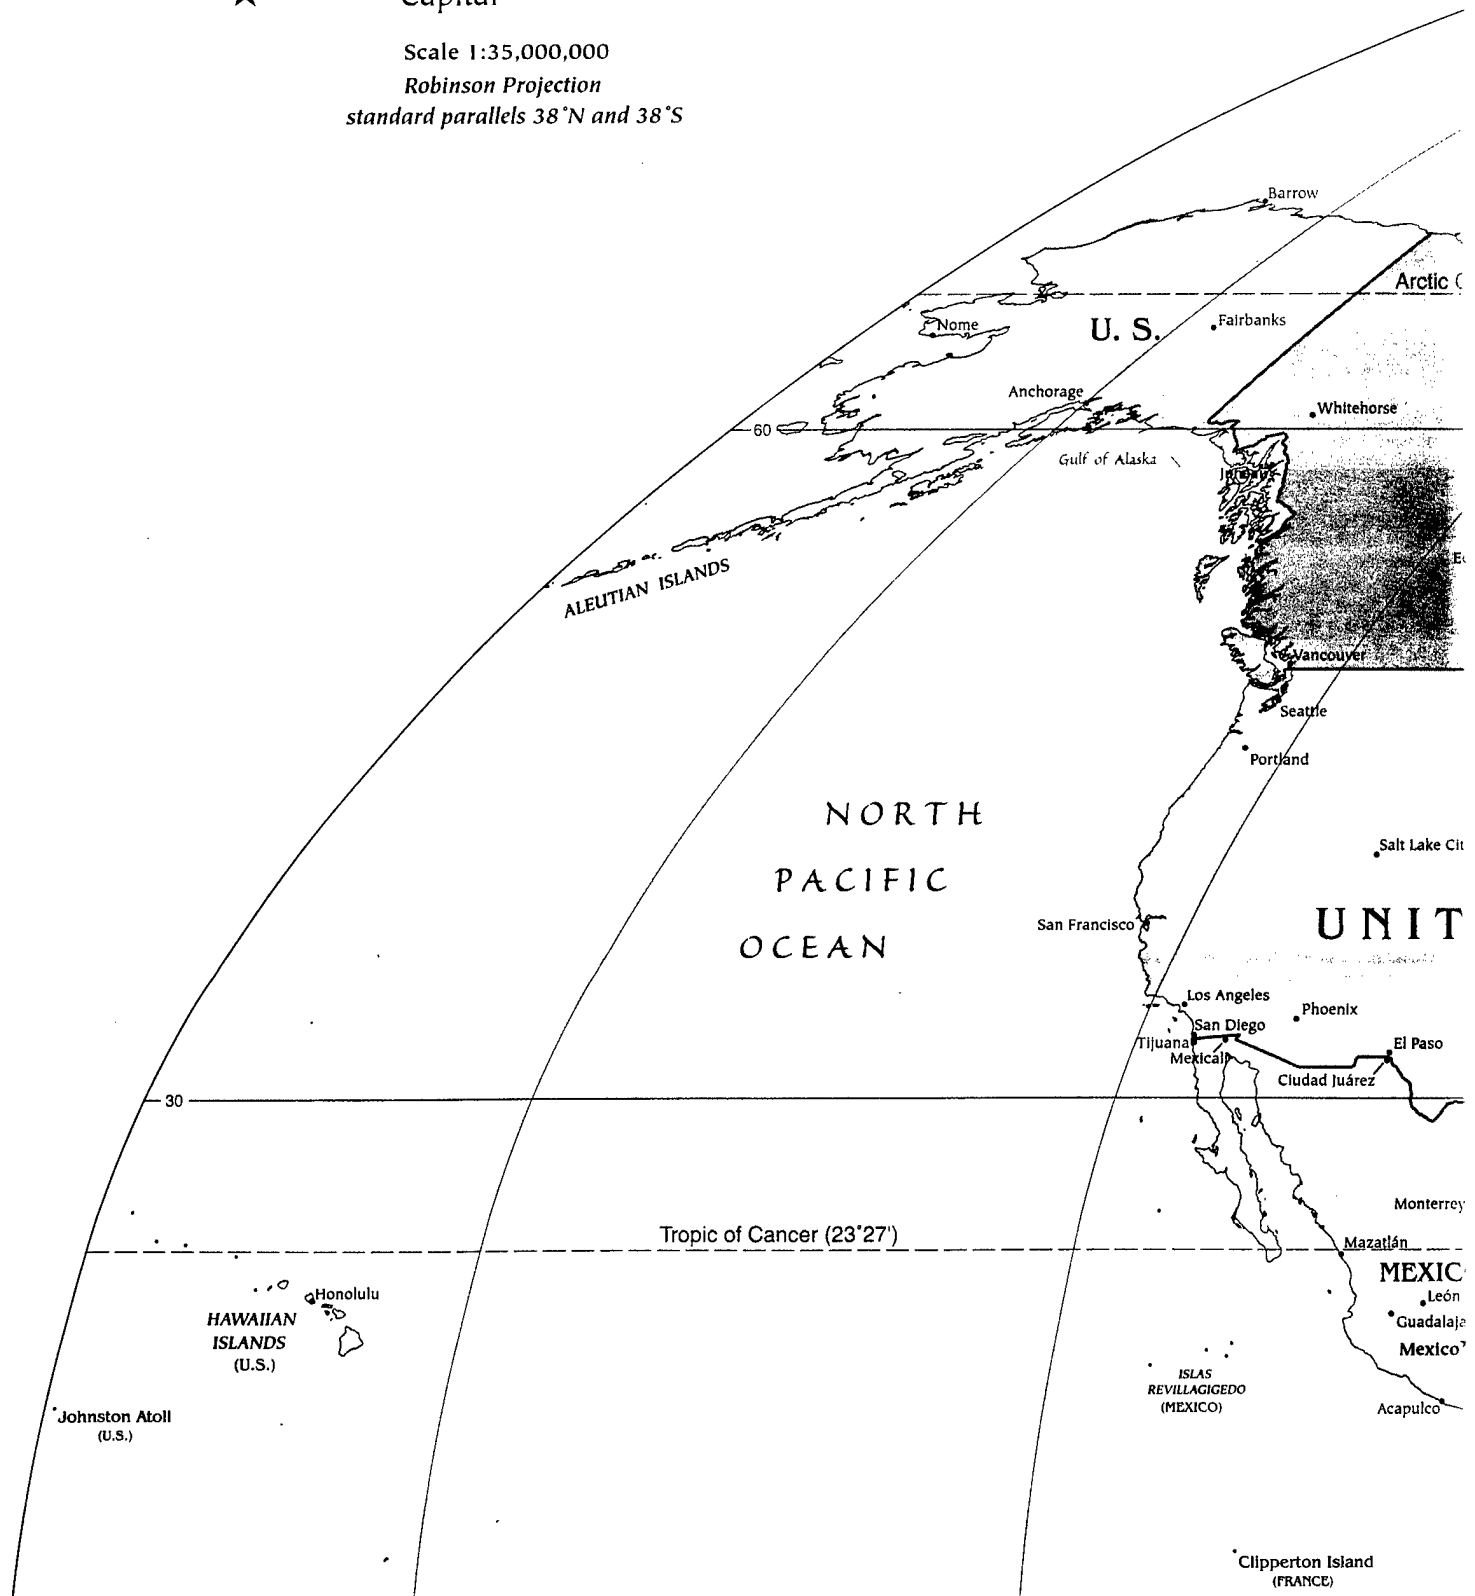 Capital
Scale 1:35,000,000
Robinson Projection
standard parallels 38°N and 38°S
Barrow
Arctic
Nome
U. S.
Fairbanks
Anchorage
Whitehorse
60
Gulf of Alaska
ALEUTIAN ISLANDS
Vancouver
Seattle
Portland
NORTH
PACIFIC
OCEAN
Salt Lake Cit
San Francisco
UNIT
Los Angeles
Phoenix
San Diego
Tijuana
Mexicali
El Paso
Ciudad Juárez
30
Monterrey
Tropic of Cancer (23°27')
Mazatlán
MEXIC
León
Honolulu
HAWAIIAN
ISLANDS
(U.S.)
Guadalaja
Mexico
ISLAS
REVILLAGIGEDO
(MEXICO)
Acapulco
Johnston Atoll
(U.S.)
Clipperton Island
(FRANCE)